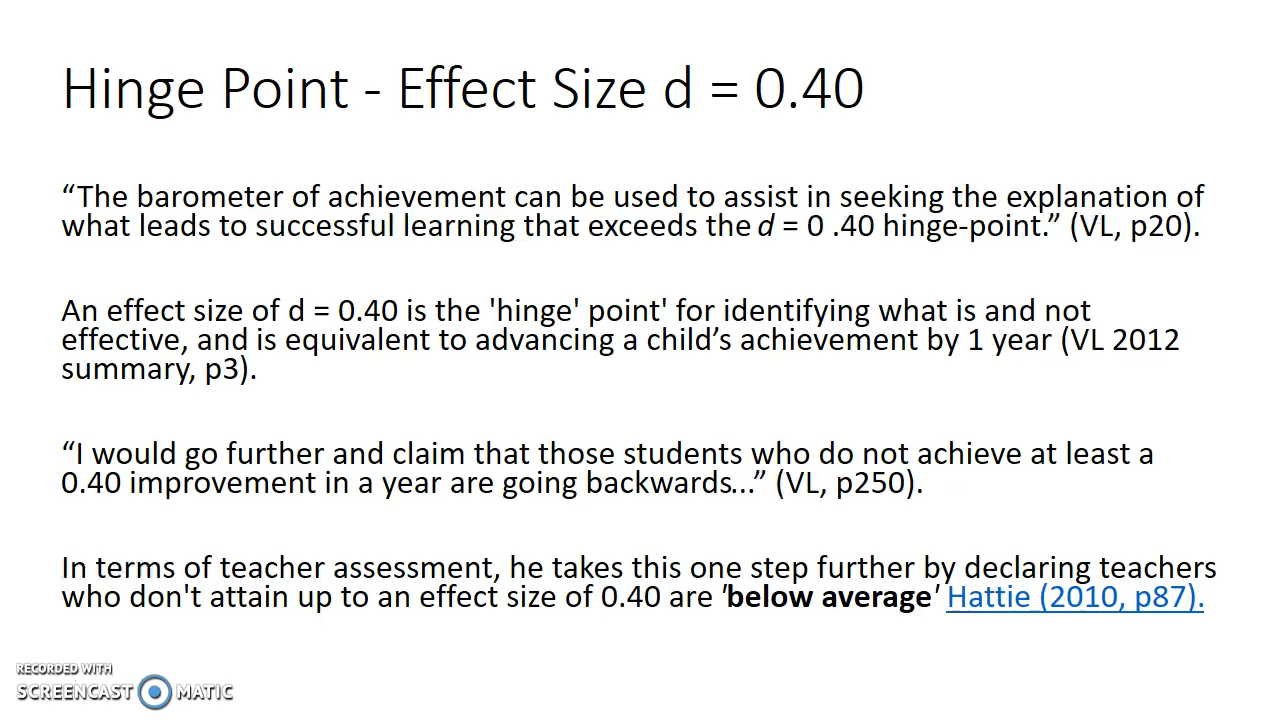 Hinge Point - Effect Size d = 0.40
“The barometer of achievement can be used to assist in seeking the explanation of
what leads to successful learning that exceeds the d = 0 .40 hinge-point.” (VL, p20).
An effect size of d = 0.40 is the 'hinge' point' for identifying what is and not
effective, and is equivalent to advancing a child’s achievement by 1 year (VL 2012
summary, p3).
“I would go further and claim that those students who do not achieve at least a
0.40 improvement in a year are going backwards...” (VL, p250).
In terms of teacher assessment, he takes this one step further by declaring teachers
who don't attain up to an effect size of 0.40 are 'below average' Hattie (2010, p87).
RECORDED WITH
SCREENCAST MATIC